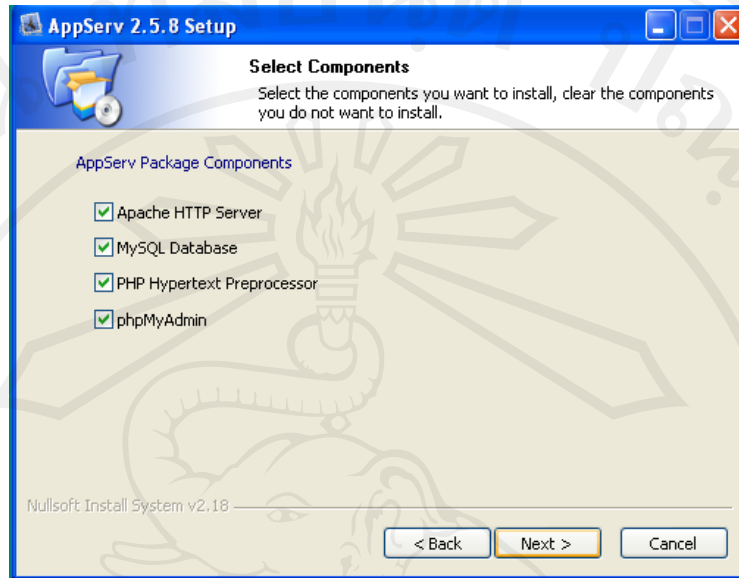 AppServ 2.5.8 Setup
Select Components
Select the components you want to install, clear the components
you do not want to install.
AppServ Package Components
Apache HTTP Server
MySQL Database
PHP Hypertext Preprocessor
phpMyAdmin
Nullsoft Install System v2.18
< Back Next > Cancel